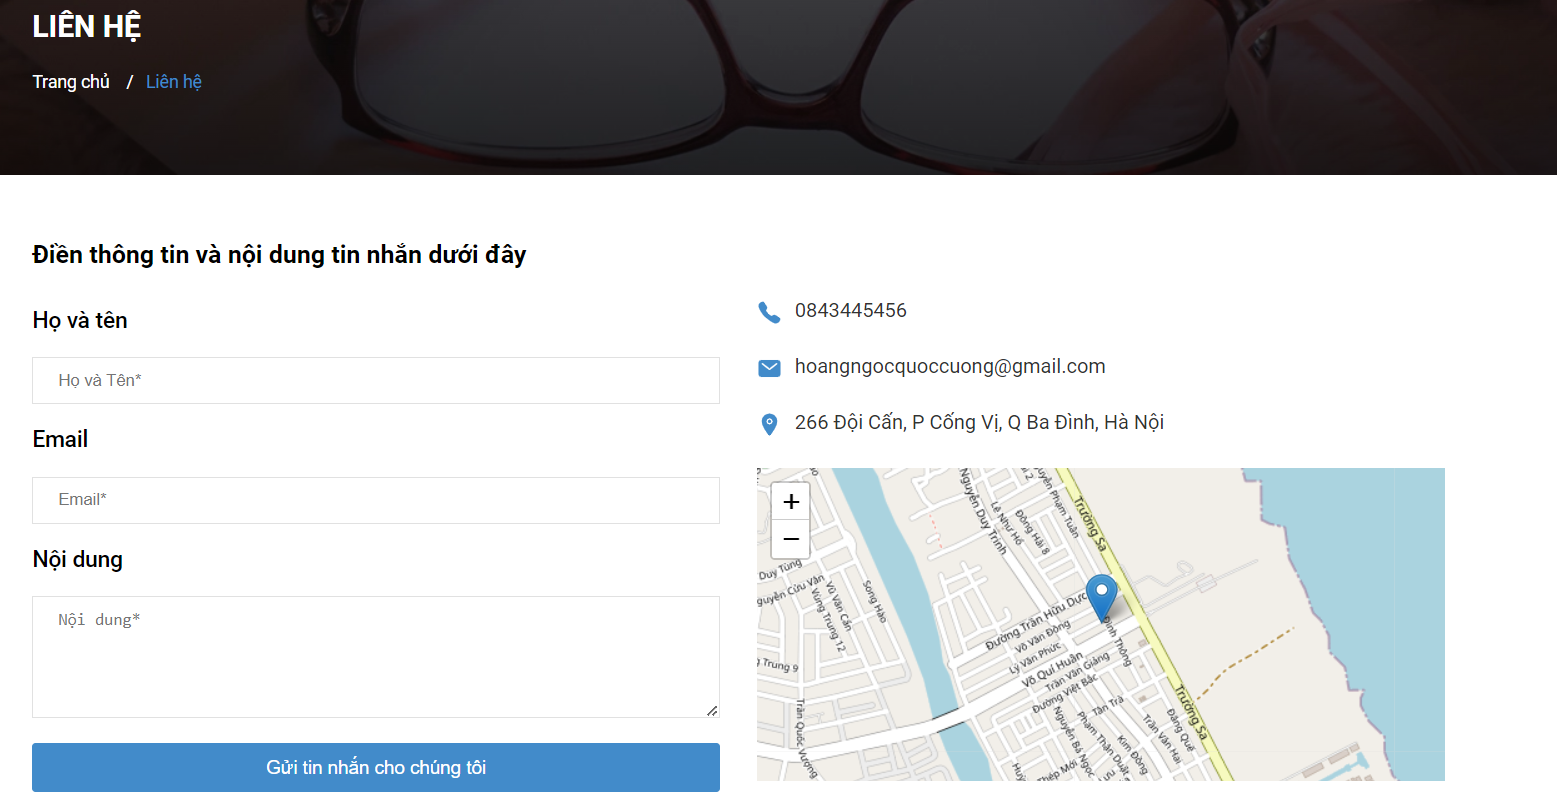 LIÊN HỆ
Trang chủ / Liên hệ
Điền thông tin và nội dung tin nhắn dưới đây
Họ và tên
Họ và Tên*
Email
Email*
Nội dung
Nội dung*
Gửi tin nhắn cho chúng tôi
0843445456
hoangngocquoccuong@gmail.com
266 Đội Cấn, P Cống Vị, Q Ba Đình, Hà Nội
+
−
Nguyễn Duy Trinh
Lê Như Hổ
Đông Hải 8
Nguyễn Phạm Tuân
Trường Sa
Duy Tùng
Nguyễn Cửu Vân
Vũ Văn Cẩn
Vùng Trung 12
Song Hào
Trung 9
Trần Quốc Vượng
Đường Trần Hữu Dực
Võ Văn Đồng
Lý Văn Phức
Võ Quí Huân
Trần Văn Giảng
Đường Việt Bắc
Đinh Thông
Tân Trà
Nguyễn Bá Ngọc
Phạm Thận Duật
Kim Đồng
Trần Văn Hai
Đặng Quế
Trường Sa
Thép Mới
Lưu